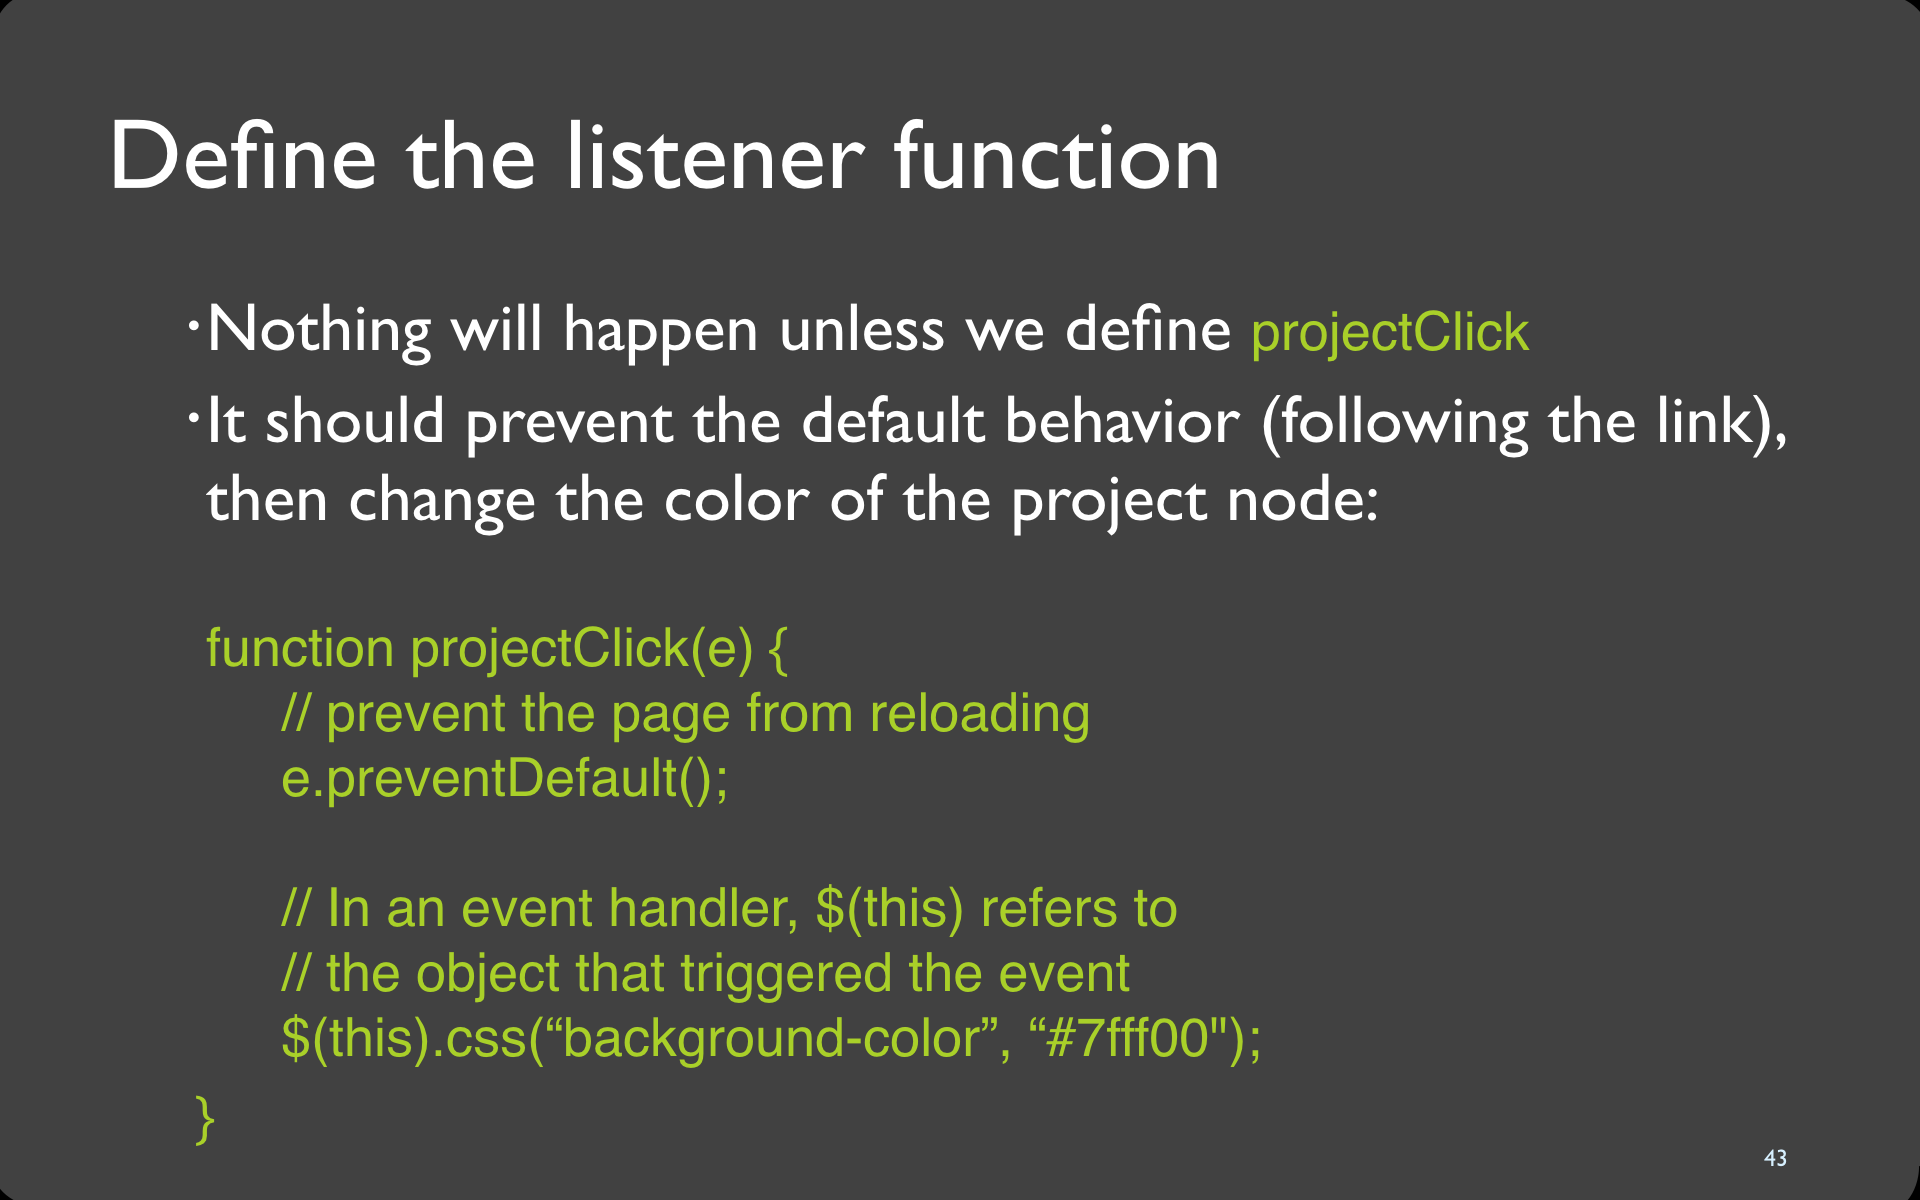 Define the listener function
•Nothing will happen unless we define projectClick
•It should prevent the default behavior (following the link),
then change the color of the project node:
function projectClick(e) {
// prevent the page from reloading
e.preventDefault();
// In an event handler, $(this) refers to
// the object that triggered the event
$(this).css(“background-color”, “#7fff00");
}
43